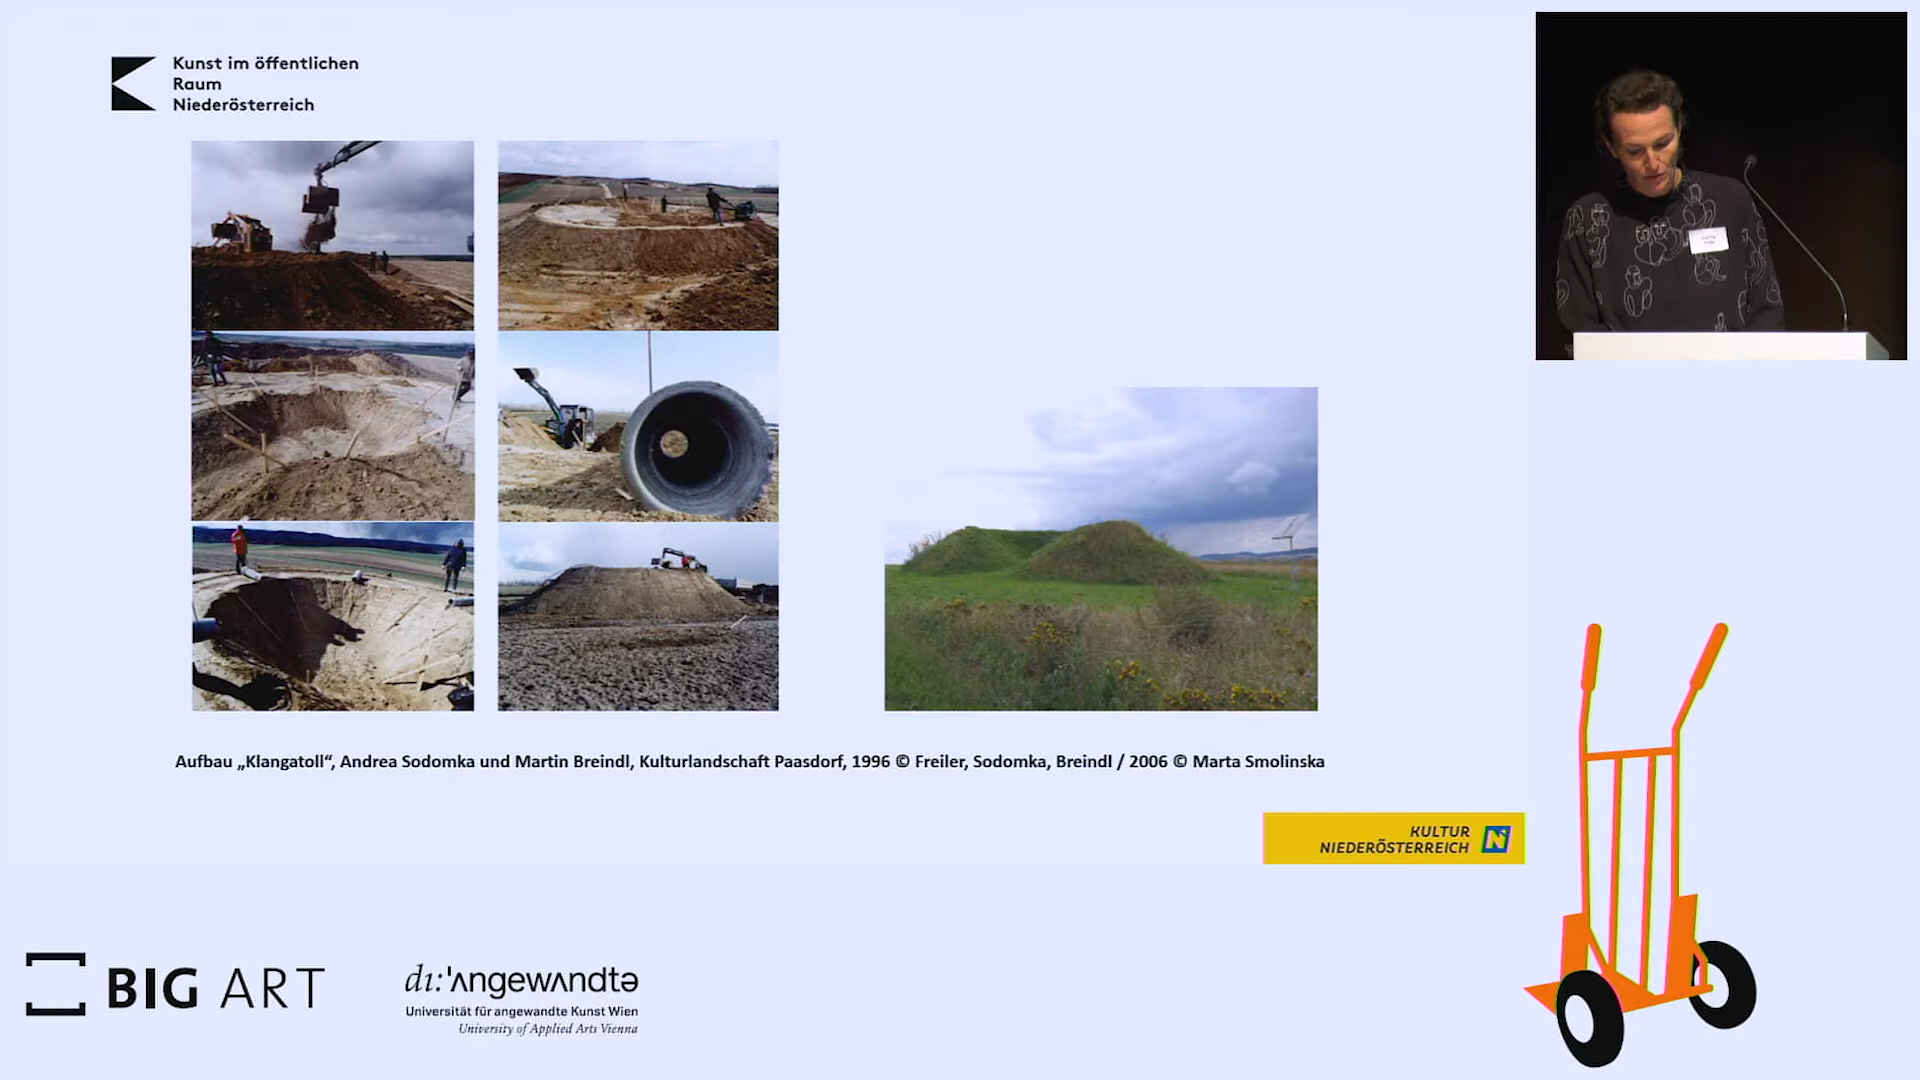 Kunst im öffentlichen
Raum
Niederösterreich
Aufbau „Klangatoll“, Andrea Sodomka und Martin Breindl, Kulturlandschaft Paasdorf, 1996 © Freiler, Sodomka, Breindl / 2006 © Marta Smolinska
KULTUR
NIEDERÖSTERREICH
N
BIG ART
dı:ˈʌngewʌndtə
Universität für angewandte Kunst Wien
University of Applied Arts Vienna